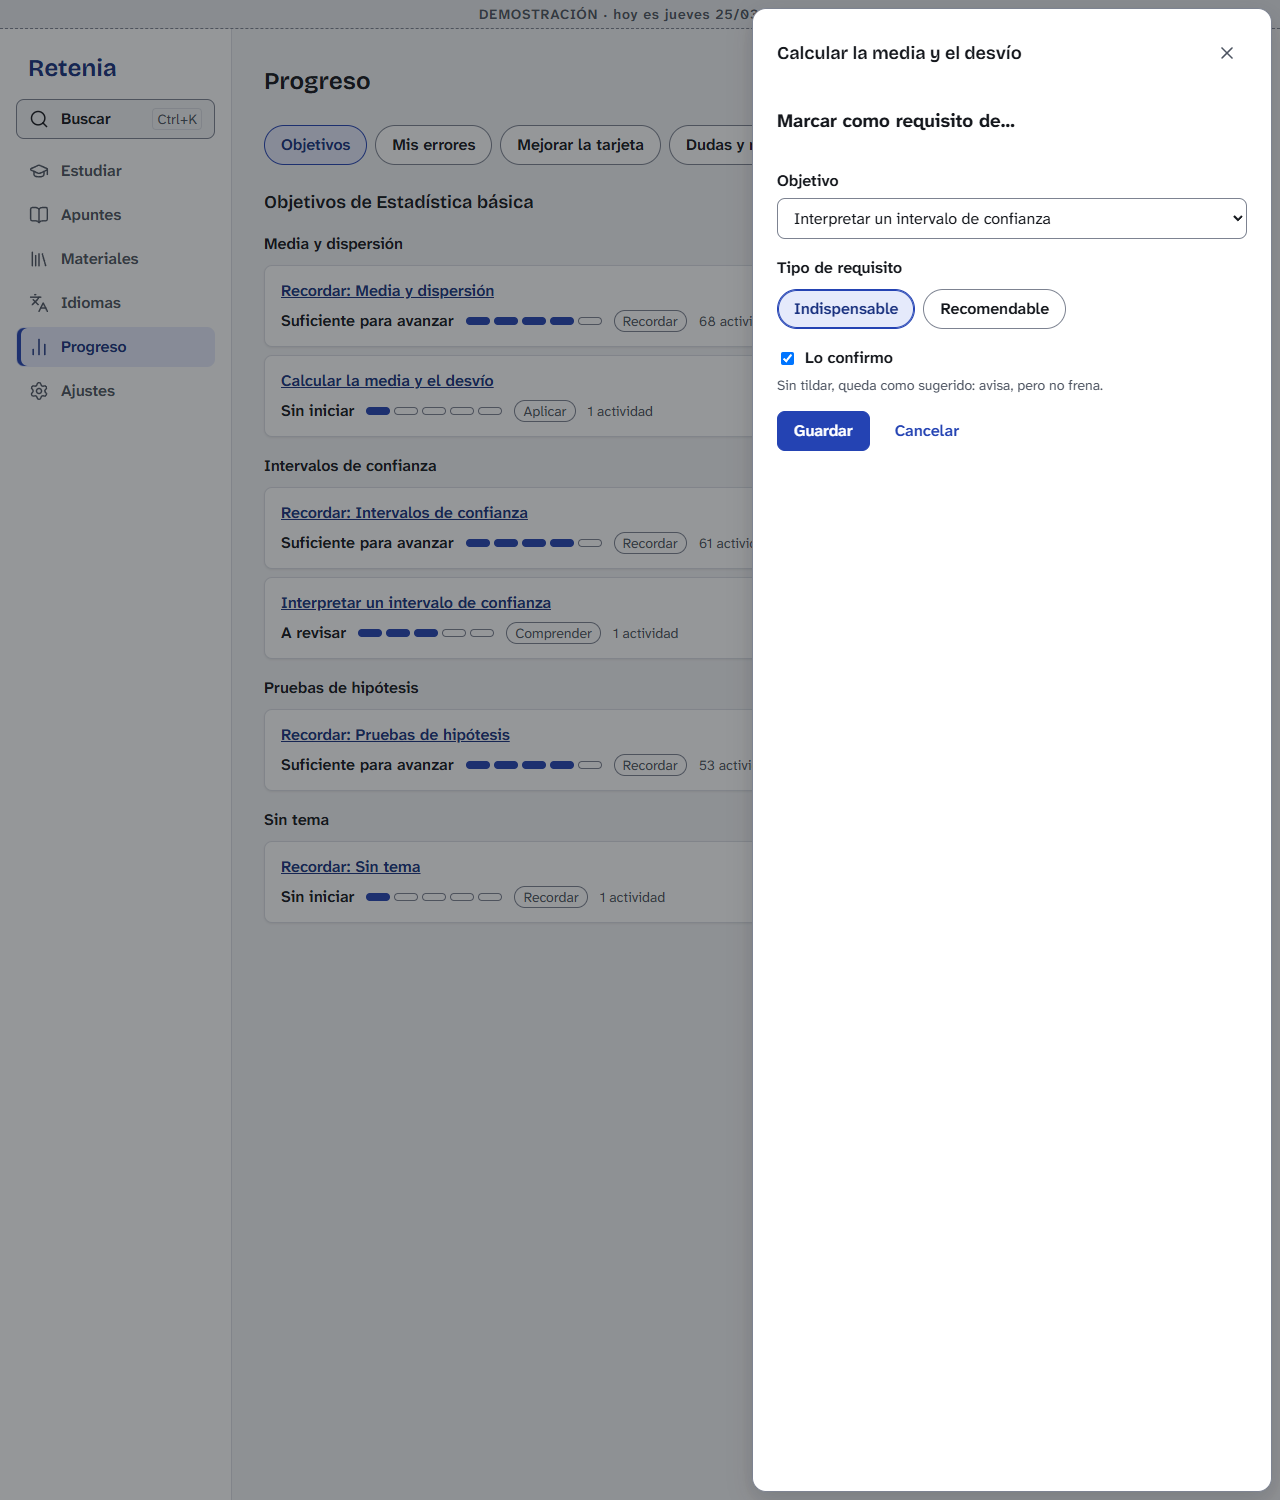 DEMOSTRACIÓN · hoy es jueves 25/03
Retenia
Buscar Ctrl+K
Estudiar
Apuntes
Materiales
Idiomas
Progreso
Ajustes
Progreso
Objetivos Mis errores Mejorar la tarjeta Dudas y
Objetivos de Estadística básica
Media y dispersión
Recordar: Media y dispersión
Suficiente para avanzar Recordar 68 activi
Calcular la media y el desvío
Sin iniciar Aplicar 1 actividad
Intervalos de confianza
Recordar: Intervalos de confianza
Suficiente para avanzar Recordar 61 activi
Interpretar un intervalo de confianza
A revisar Comprender 1 actividad
Pruebas de hipótesis
Recordar: Pruebas de hipótesis
Suficiente para avanzar Recordar 53 activi
Sin tema
Recordar: Sin tema
Sin iniciar Recordar 1 actividad
Calcular la media y el desvío
Marcar como requisito de...
Objetivo
Interpretar un intervalo de confianza
Tipo de requisito
Indispensable Recomendable
Lo confirmo
Sin tildar, queda como sugerido: avisa, pero no frena.
Guardar Cancelar